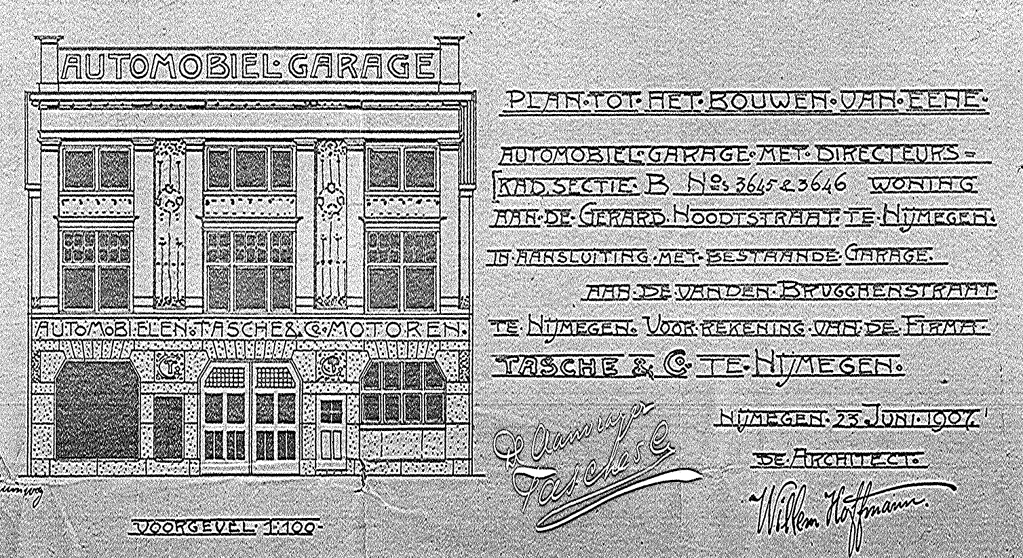 AUTOMOBIEL·GARAGE
AUTOMOBIELEN·TASCHE & Co·MOTOREN·
VOORGEVEL 1:100-
PLAN·TOT·HET·BOUWEN·VAN·EENE·
AUTOMOBIEL·GARAGE·MET·DIRECTEURS=
[KAD.SECTIE· B Nos 3645 & 3646 WONING
AAN·DE·GERARD·NOODTSTRAAT·TE·NIJMEGEN.
IN·AANSLUITING·MET·BESTAANDE·GARAGE.
AAN·DE·VAN DEN·BRUGGHENSTRAAT
TE·NIJMEGEN. VOOR·REKENING·VAN·DE·FIRMA·
TASCHE & Co. TE·NIJMEGEN.
NIJMEGEN·23 JUNI·1907.
DE·ARCHITECT.
D Aanvrager
Tasche & Co.
Willem Hoffmann.